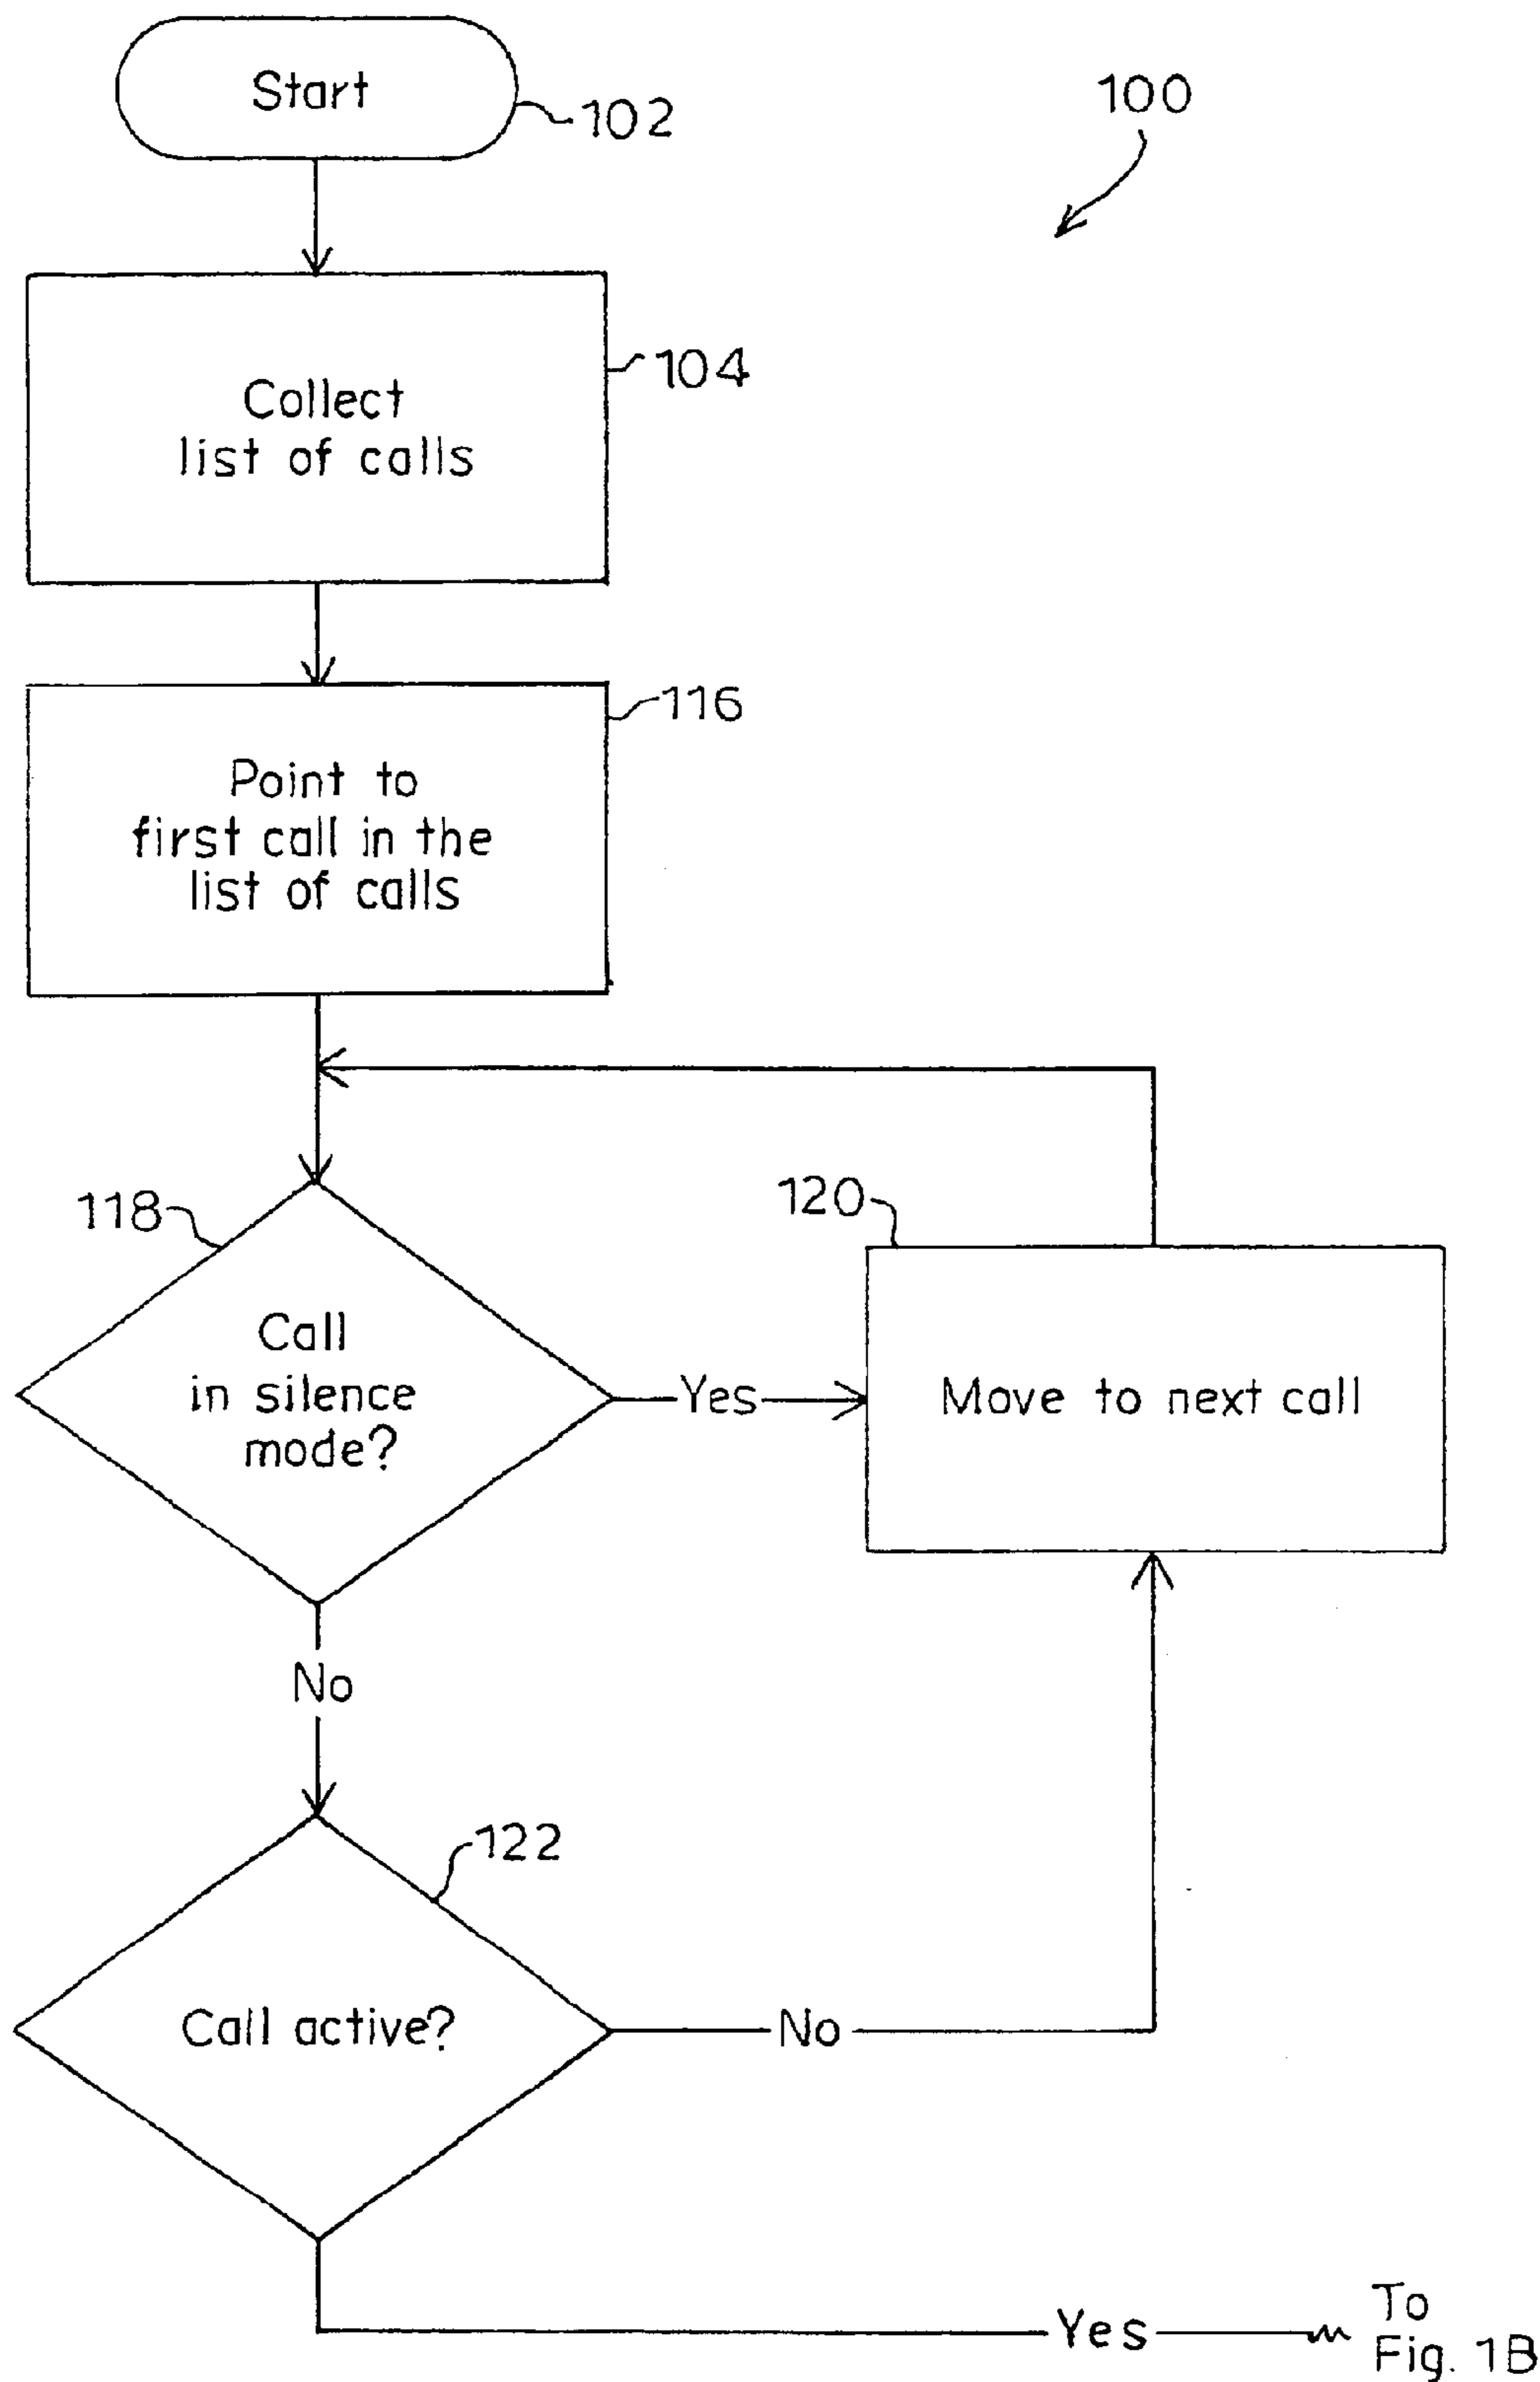 Start
102
100
Collect
list of calls
104
116
Point to
first call in the
list of calls
118
120
Call
in silence
mode?
Yes
Move to next call
No
122
Call active?
No
Yes
To
Fig. 1B